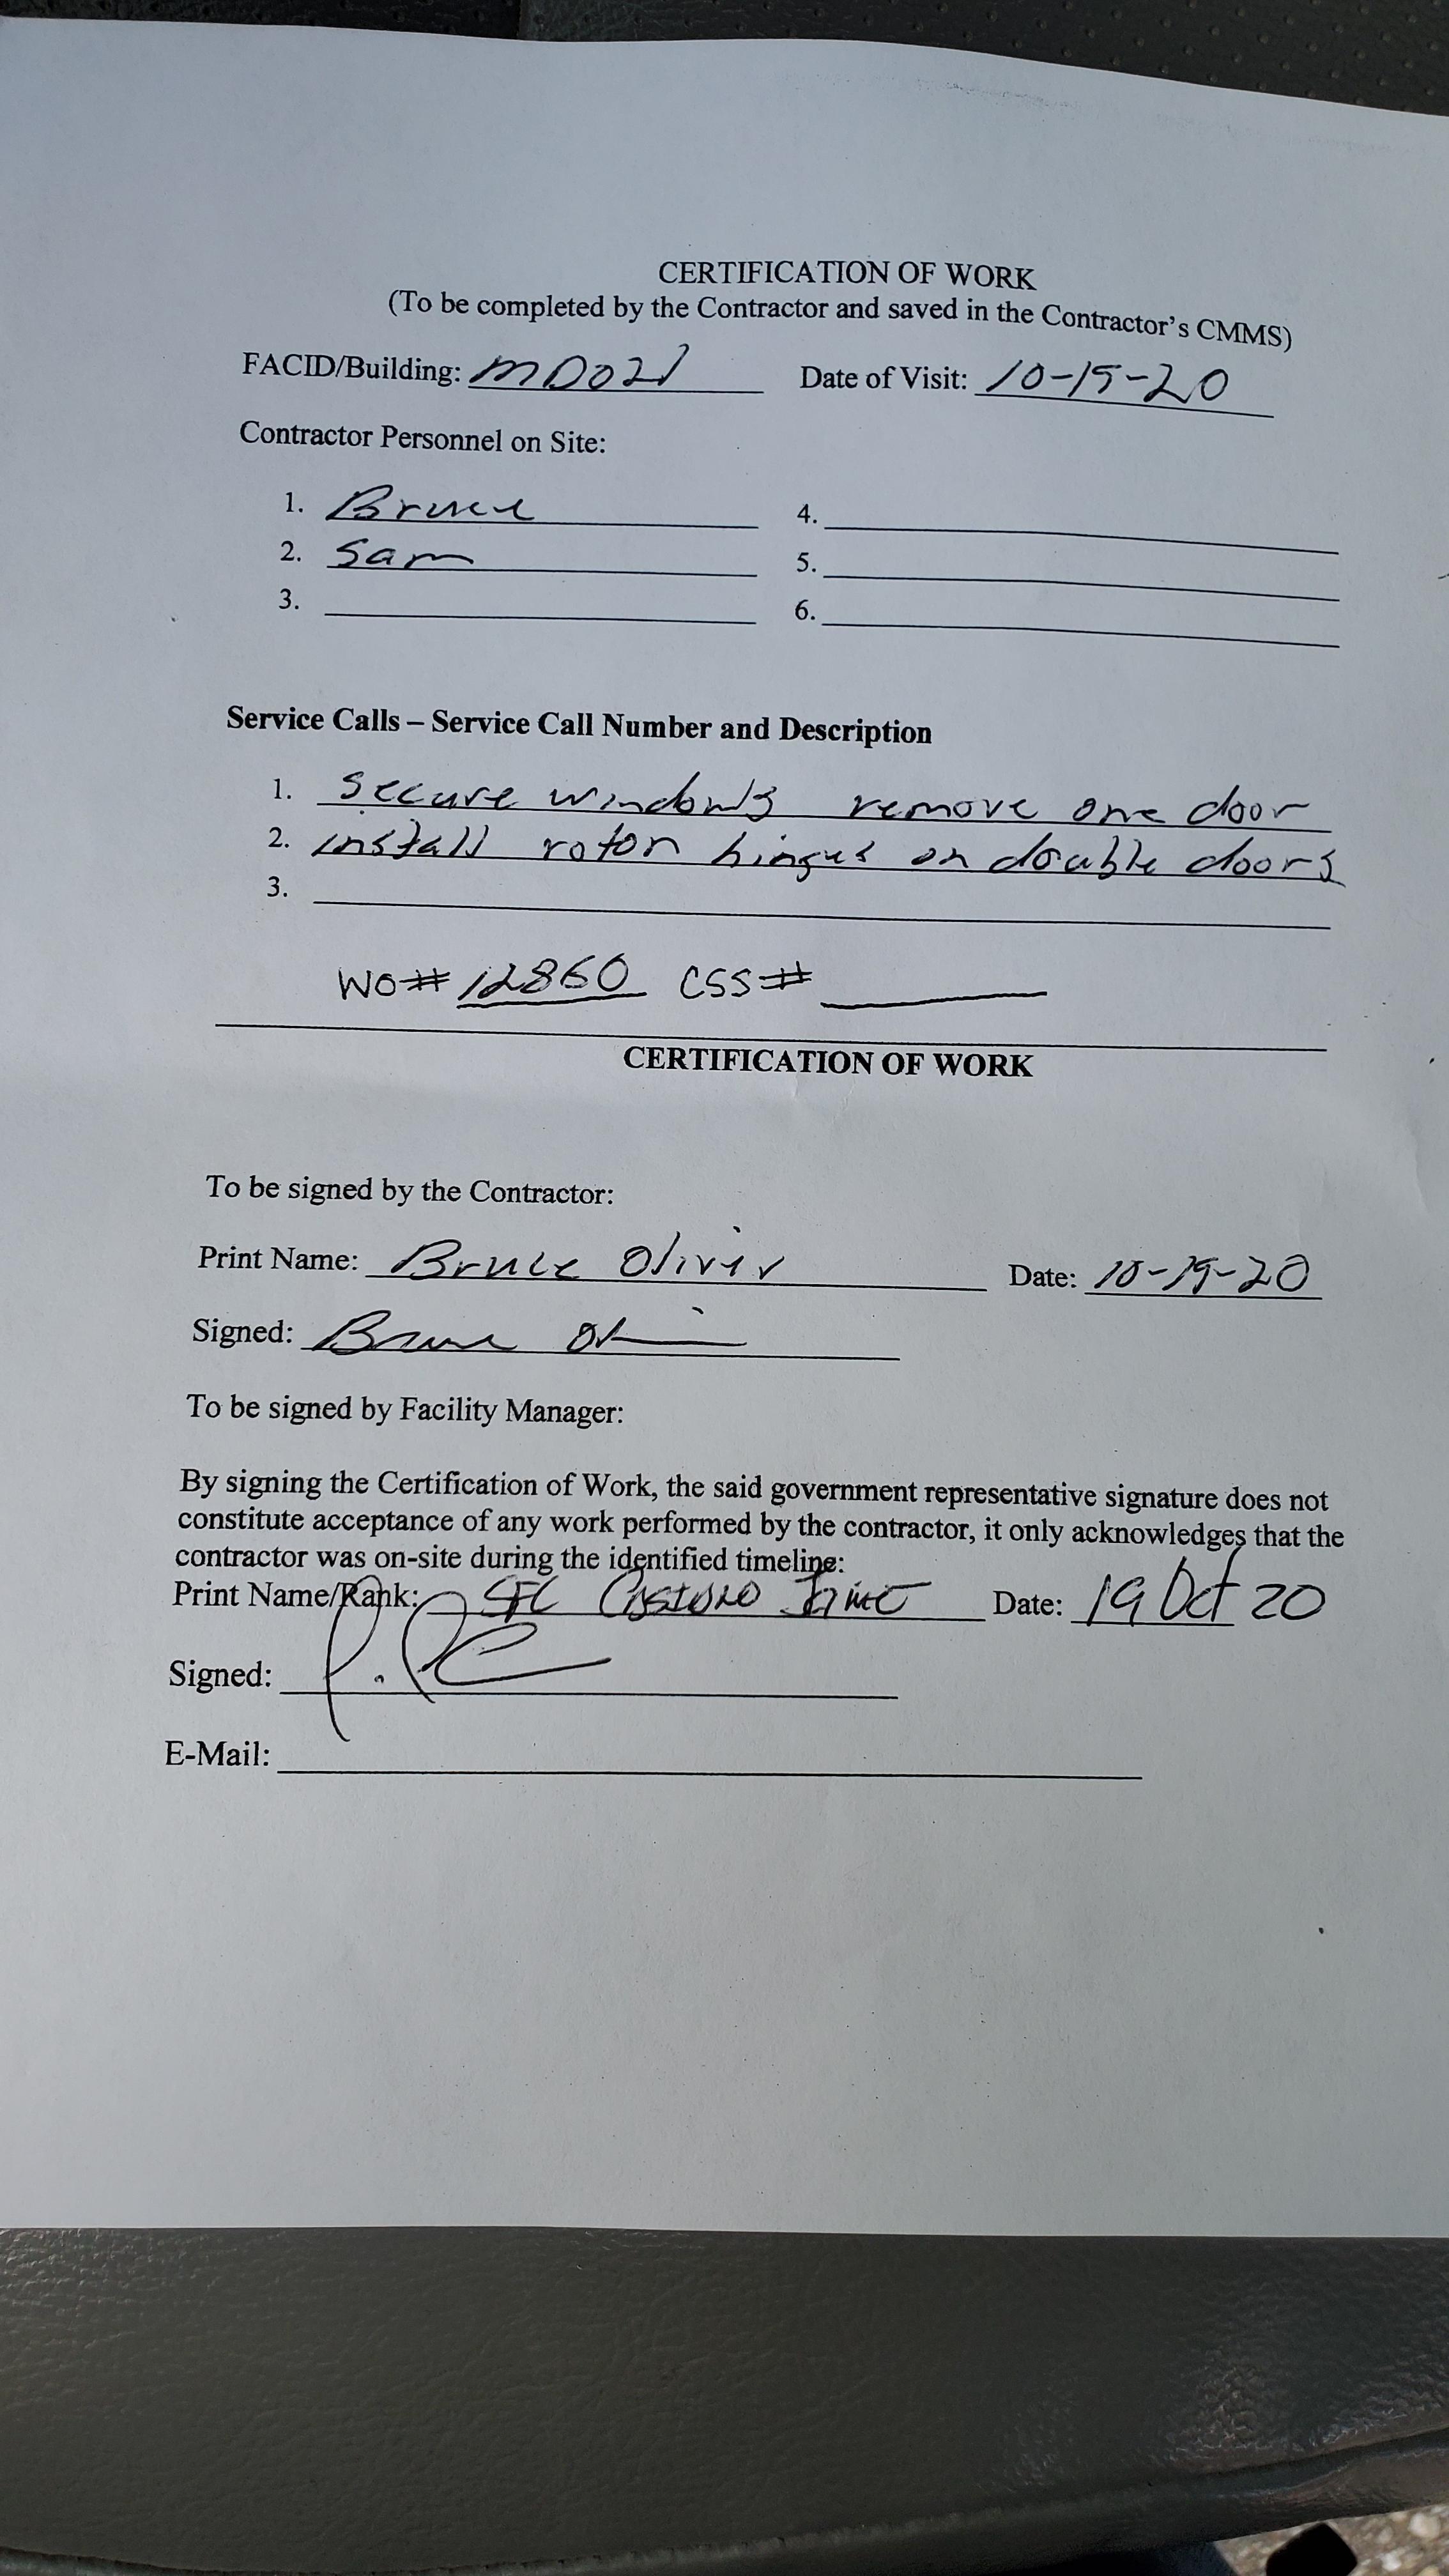 CERTIFICATION OF WORK
(To be completed by the Contractor and saved in the Contractor's CMMS)
FACID/Building: MD021 Date of Visit: 10-19-20
Contractor Personnel on Site:
1. Bruce 4.
2. Sam 5.
3. 6.
Service Calls – Service Call Number and Description
1. Secure windows remove one door
2. install roton hinges on double doors
3.
WO# 12860 CSS#
CERTIFICATION OF WORK
To be signed by the Contractor:
Print Name: Bruce Oliver Date: 10-19-20
Signed: Bruce
To be signed by Facility Manager:
By signing the Certification of Work, the said government representative signature does not
constitute acceptance of any work performed by the contractor, it only acknowledges that the
contractor was on-site during the identified timeline:
Print Name/Rank: SFC Date: 19 Oct 20
Signed:
E-Mail: